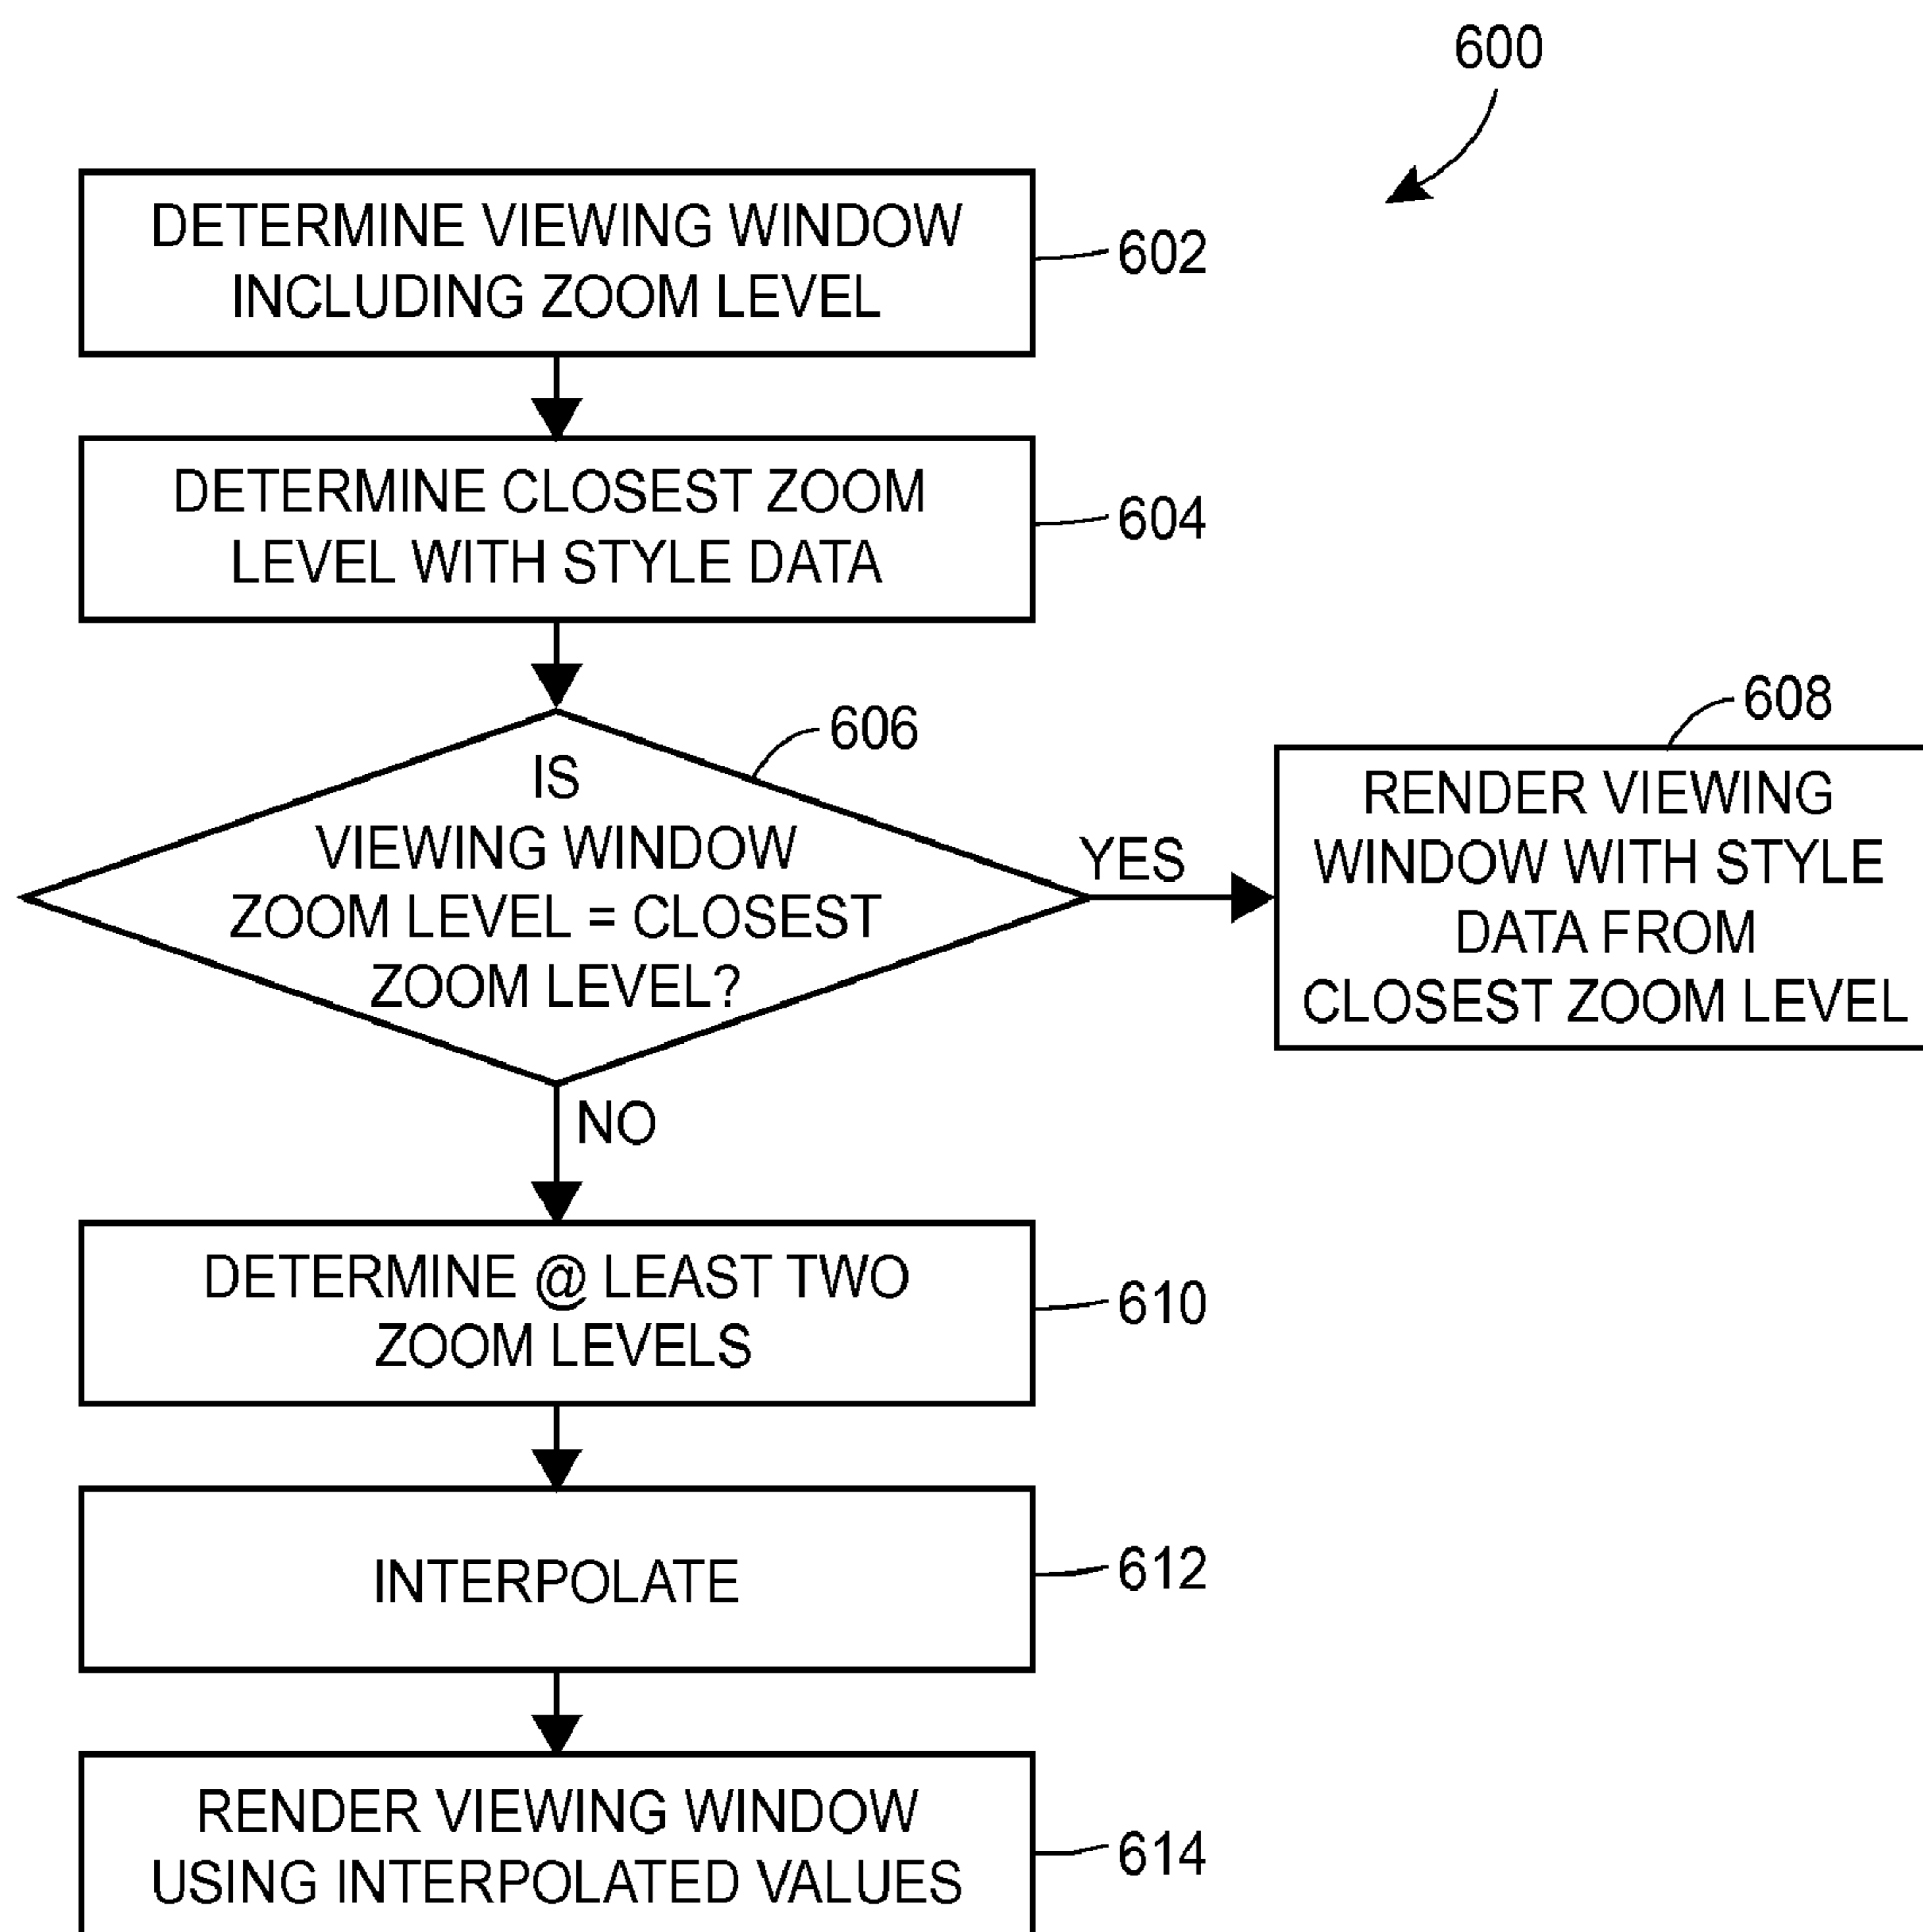 600
DETERMINE VIEWING WINDOW
INCLUDING ZOOM LEVEL
602
DETERMINE CLOSEST ZOOM
LEVEL WITH STYLE DATA
604
606
IS
VIEWING WINDOW
ZOOM LEVEL = CLOSEST
ZOOM LEVEL?
YES
608
RENDER VIEWING
WINDOW WITH STYLE
DATA FROM
CLOSEST ZOOM LEVEL
NO
DETERMINE @ LEAST TWO
ZOOM LEVELS
610
INTERPOLATE
612
RENDER VIEWING WINDOW
USING INTERPOLATED VALUES
614